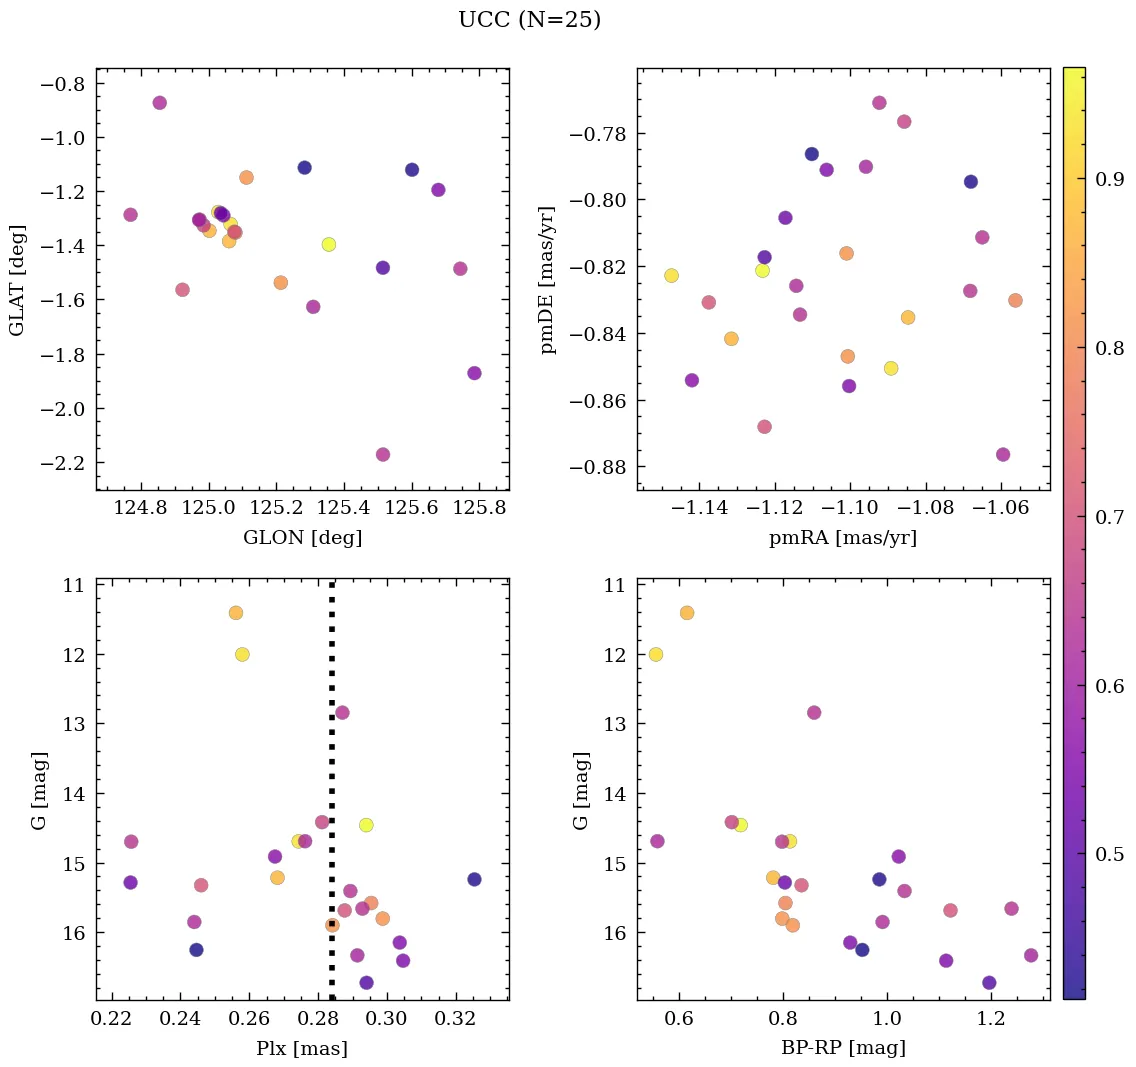 UCC (N=25)
−0.8
−1.0
−1.2
−1.4
−1.6
−1.8
−2.0
−2.2
GLAT [deg]
124.8 125.0 125.2 125.4 125.6 125.8
GLON [deg]
−0.78
−0.80
−0.82
−0.84
−0.86
−0.88
pmDE [mas/yr]
−1.14 −1.12 −1.10 −1.08 −1.06
pmRA [mas/yr]
0.9
0.8
0.7
0.6
0.5
11
12
13
14
15
16
G [mag]
0.22 0.24 0.26 0.28 0.30 0.32
Plx [mas]
11
12
13
14
15
16
G [mag]
0.6 0.8 1.0 1.2
BP-RP [mag]